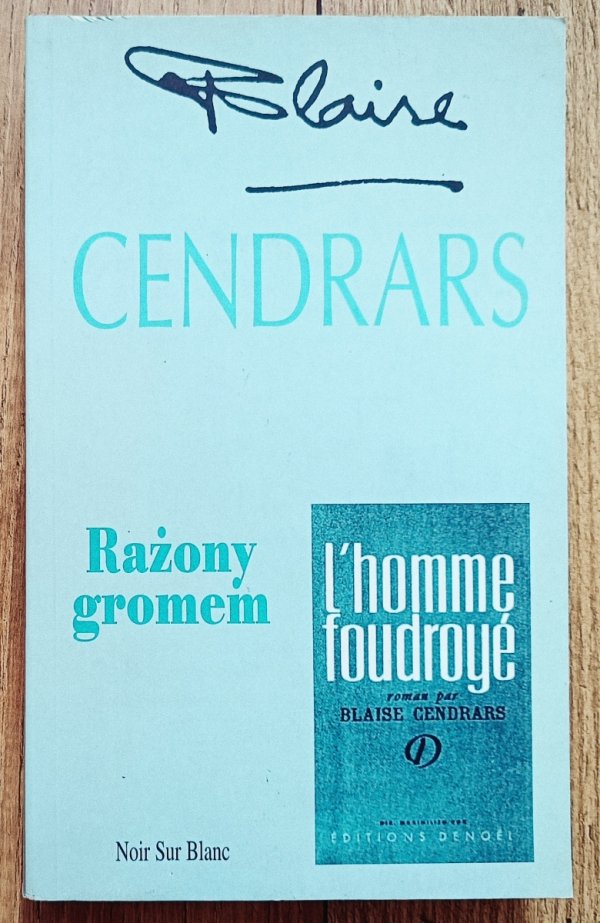 Blaise
CENDRARS
Rażony
gromem
l'homme
foudroyé
roman par
BLAISE CENDRARS
D
ÉDITIONS DENOËL
Noir Sur Blanc